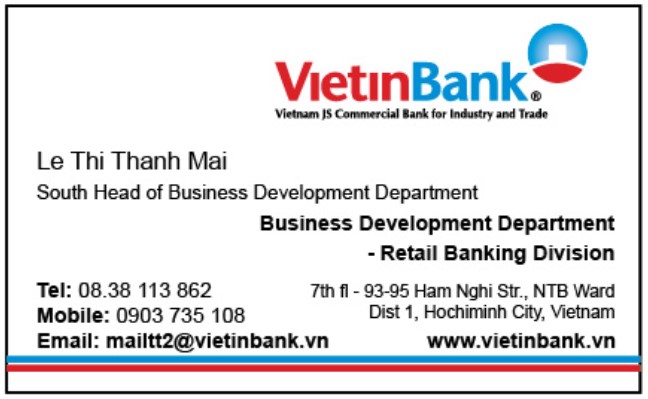 VietinBank®
Vietnam JS Commercial Bank for Industry and Trade
Le Thi Thanh Mai
South Head of Business Development Department
Business Development Department
- Retail Banking Division
Tel: 08.38 113 862
Mobile: 0903 735 108
Email: mailtt2@vietinbank.vn
7th fl - 93-95 Ham Nghi Str., NTB Ward
Dist 1, Hochiminh City, Vietnam
www.vietinbank.vn